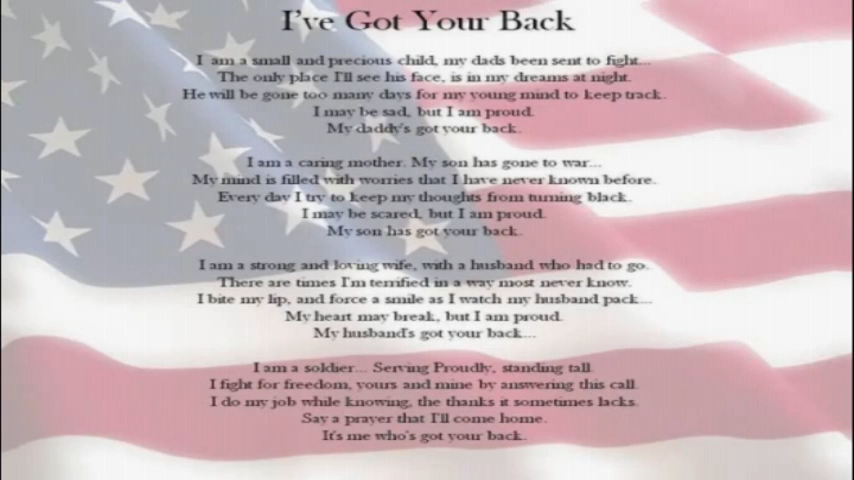 I've Got Your Back
I am a small and precious child, my dads been sent to fight...
The only place I'll see his face, is in my dreams at night.
He will be gone too many days for my young mind to keep track.
I may be sad, but I am proud.
My daddy's got your back.
I am a caring mother. My son has gone to war...
My mind is filled with worries that I have never known before.
Every day I try to keep my thoughts from turning black.
I may be scared, but I am proud.
My son has got your back.
I am a strong and loving wife, with a husband who had to go.
There are times I'm terrified in a way most never know.
I bite my lip, and force a smile as I watch my husband pack...
My heart may break, but I am proud.
My husband's got your back...
I am a soldier... Serving Proudly, standing tall.
I fight for freedom, yours and mine by answering this call.
I do my job while knowing, the thanks it sometimes lacks.
Say a prayer that I'll come home.
It's me who's got your back.